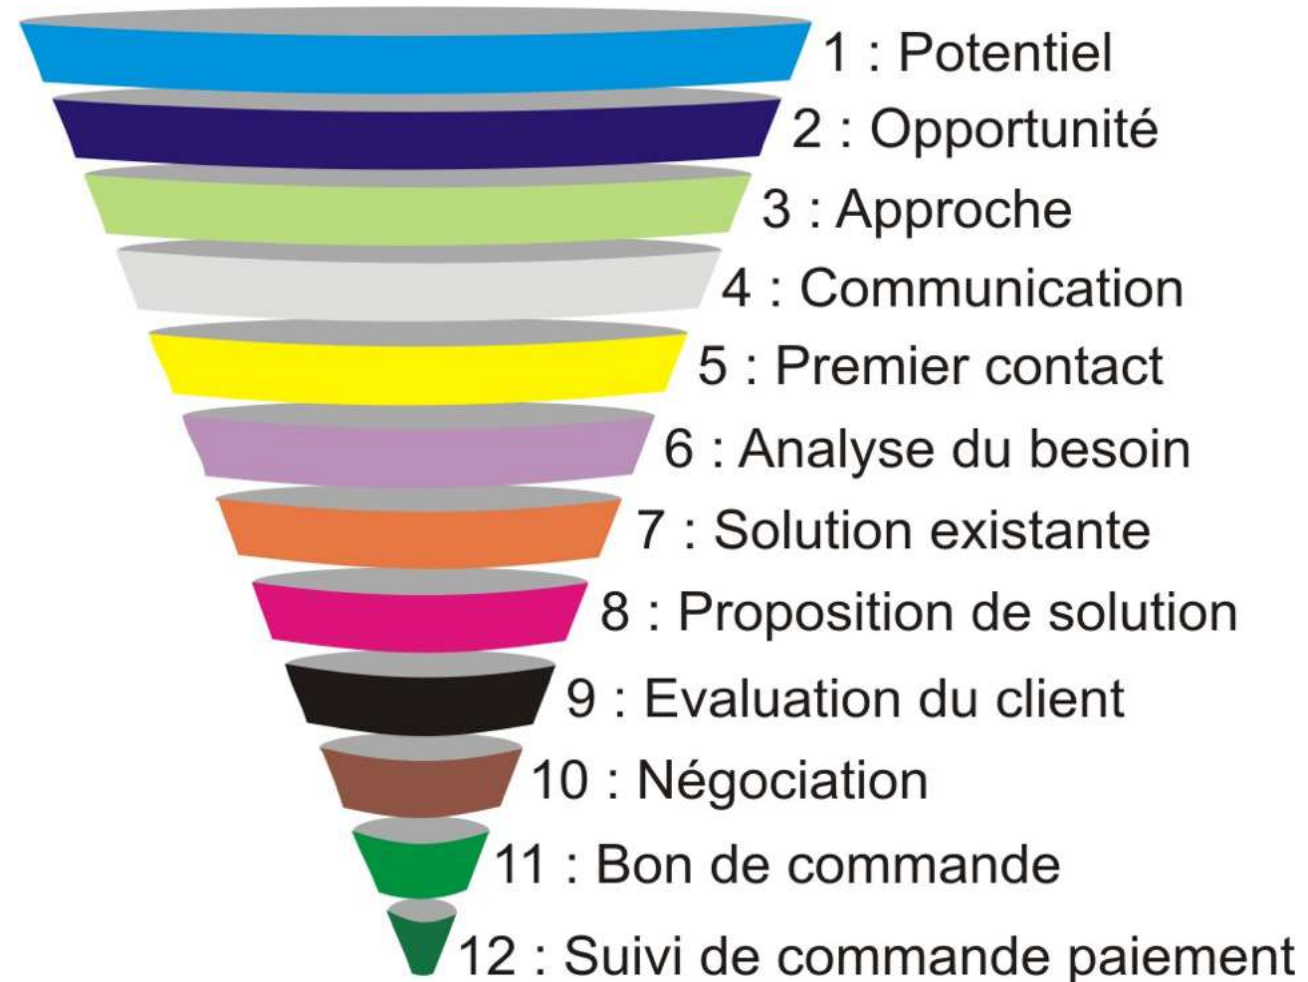 1 : Potentiel
2 : Opportunité
3 : Approche
4 : Communication
5 : Premier contact
6 : Analyse du besoin
7 : Solution existante
8 : Proposition de solution
9 : Evaluation du client
10 : Négociation
11 : Bon de commande
12 : Suivi de commande paiement